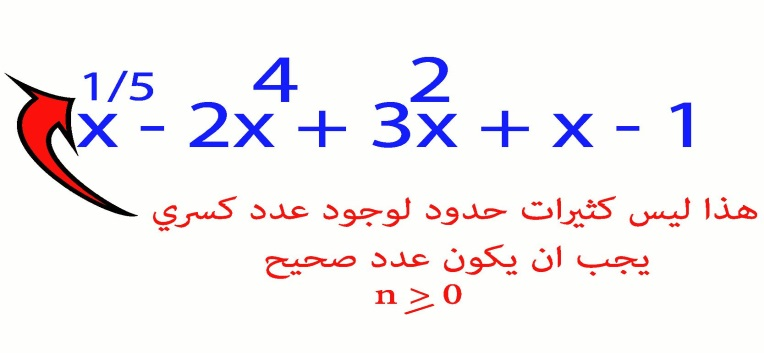 x^{1/5} - 2x^4 + 3x^2 + x - 1
هذا ليس كثيرات حدود لوجود عدد كسري
يجب ان يكون عدد صحيح
n ≥ 0